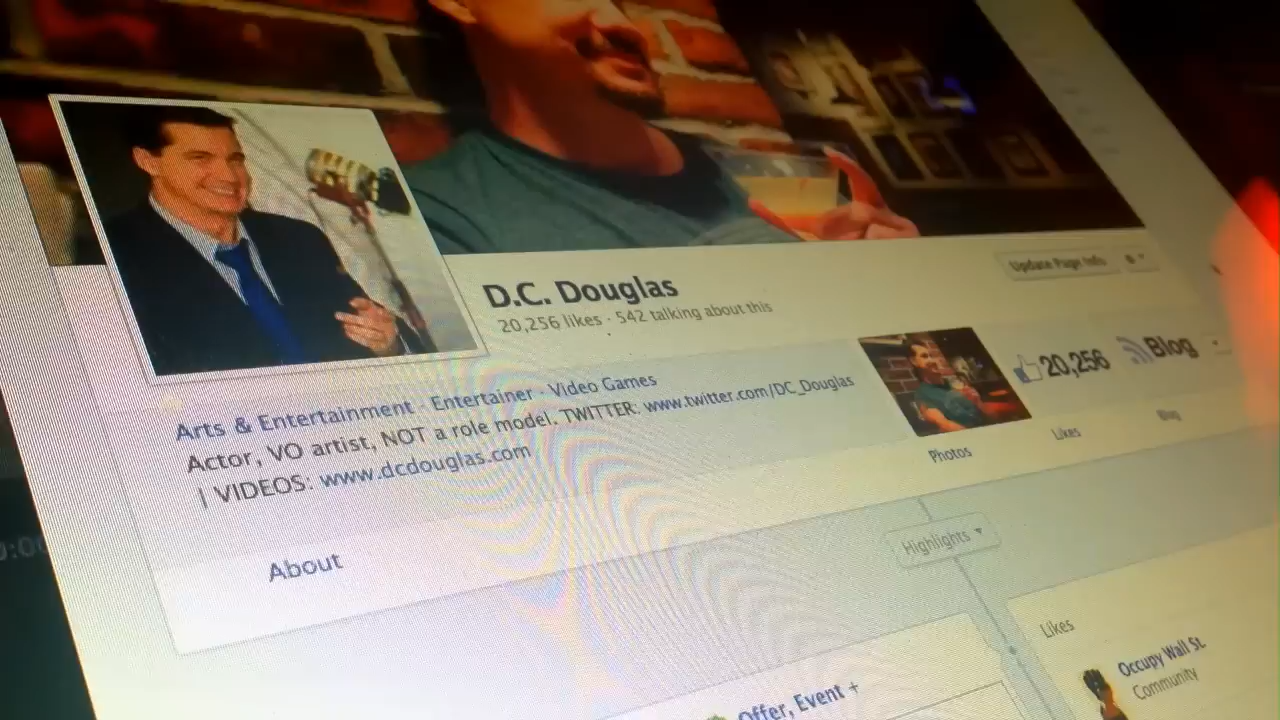 D.C. Douglas
20,256 likes · 542 talking about this
Update Page Info
Arts & Entertainment · Entertainer · Video Games
Actor, VO artist, NOT a role model. TWITTER: www.twitter.com/DC_Douglas
| VIDEOS: www.dcdouglas.com
20,256
Blog
Photos
Likes
Blog
About
Highlights
Likes
Occupy Wall St.
Community
Offer, Event +